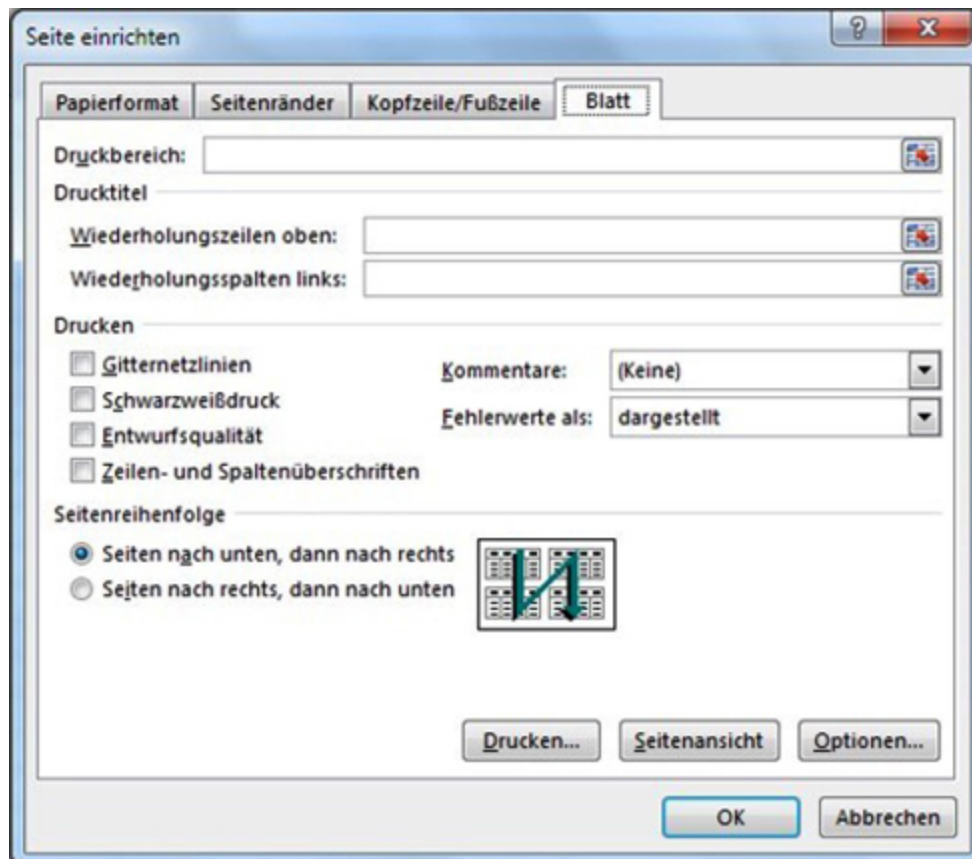 Seite einrichten
Papierformat Seitenränder Kopfzeile/Fußzeile Blatt
Druckbereich:
Drucktitel
Wiederholungszeilen oben:
Wiederholungsspalten links:
Drucken
Gitternetzlinien Kommentare: (Keine)
Schwarzweißdruck
Fehlerwerte als: dargestellt
Entwurfsqualität
Zeilen- und Spaltenüberschriften
Seitenreihenfolge
Seiten nach unten, dann nach rechts
Seiten nach rechts, dann nach unten
Drucken... Seitenansicht Optionen...
OK Abbrechen